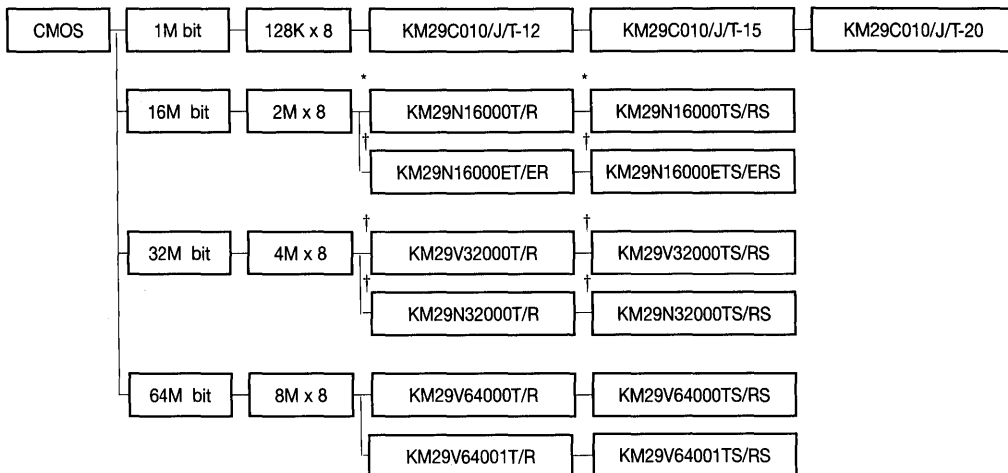 CMOS 1M bit 128K x 8 KM29C010/J/T-12 KM29C010/J/T-15 KM29C010/J/T-20
* *
16M bit 2M x 8 KM29N16000T/R KM29N16000TS/RS
† †
KM29N16000ET/ER KM29N16000ETS/ERS
† †
32M bit 4M x 8 KM29V32000T/R KM29V32000TS/RS
† †
KM29N32000T/R KM29N32000TS/RS
64M bit 8M x 8 KM29V64000T/R KM29V64000TS/RS
KM29V64001T/R KM29V64001TS/RS